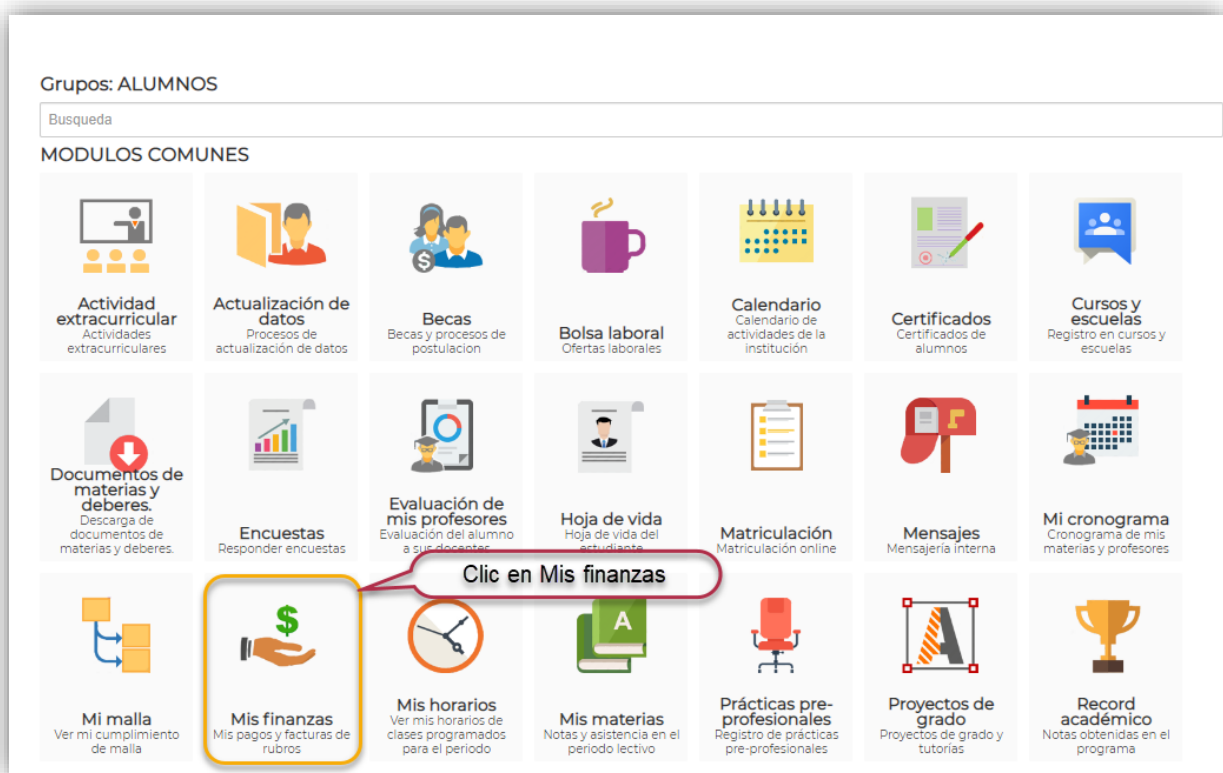 Grupos: ALUMNOS
Busqueda
MODULOS COMUNES
Actividad
extracurricular
Actividades
extracurriculares
Actualización de
datos
Procesos de
actualización de datos
Becas
Becas y procesos de
postulacion
Bolsa laboral
Ofertas laborales
Calendario
Calendario de
actividades de la
institución
Certificados
Certificados de
alumnos
Cursos y
escuelas
Registro en cursos y
escuelas
Documentos de
materias y
deberes.
Descarga de
documentos de
materias y deberes.
Encuestas
Responder encuestas
Evaluación de
mis profesores
Evaluación del alumno
a sus docentes
Hoja de vida
Hoja de vida del
estudiante
Matriculación
Matriculación online
Mensajes
Mensajería interna
Mi cronograma
Cronograma de mis
materias y profesores
Clic en Mis finanzas
Mi malla
Ver mi cumplimiento
de malla
$
Mis finanzas
Mis pagos y facturas de
rubros
Mis horarios
Ver mis horarios de
clases programados
para el periodo
A
Mis materias
Notas y asistencia en el
periodo lectivo
Prácticas pre-
profesionales
Registro de prácticas
pre-profesionales
Proyectos de
grado
Proyectos de grado y
tutorías
Record
académico
Notas obtenidas en el
programa